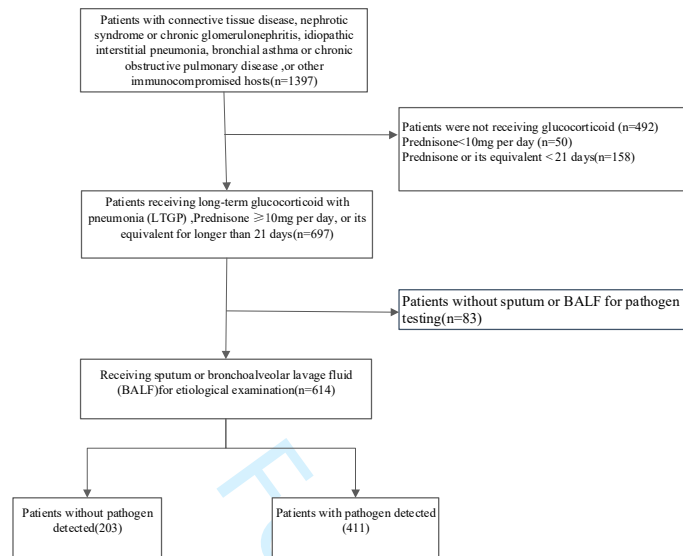 Patients with connective tissue disease, nephrotic
syndrome or chronic glomerulonephritis, idiopathic
interstitial pneumonia, bronchial asthma or chronic
obstructive pulmonary disease ,or other
immunocompromised hosts(n=1397)
Patients were not receiving glucocorticoid (n=492)
Prednisone<10mg per day (n=50)
Prednisone or its equivalent < 21 days(n=158)
Patients receiving long-term glucocorticoid with
pneumonia (LTGP) ,Prednisone ≥10mg per day, or its
equivalent for longer than 21 days(n=697)
Patients without sputum or BALF for pathogen
testing(n=83)
Receiving sputum or bronchoalveolar lavage fluid
(BALF)for etiological examination(n=614)
Patients without pathogen
detected(203)
Patients with pathogen detected
(411)